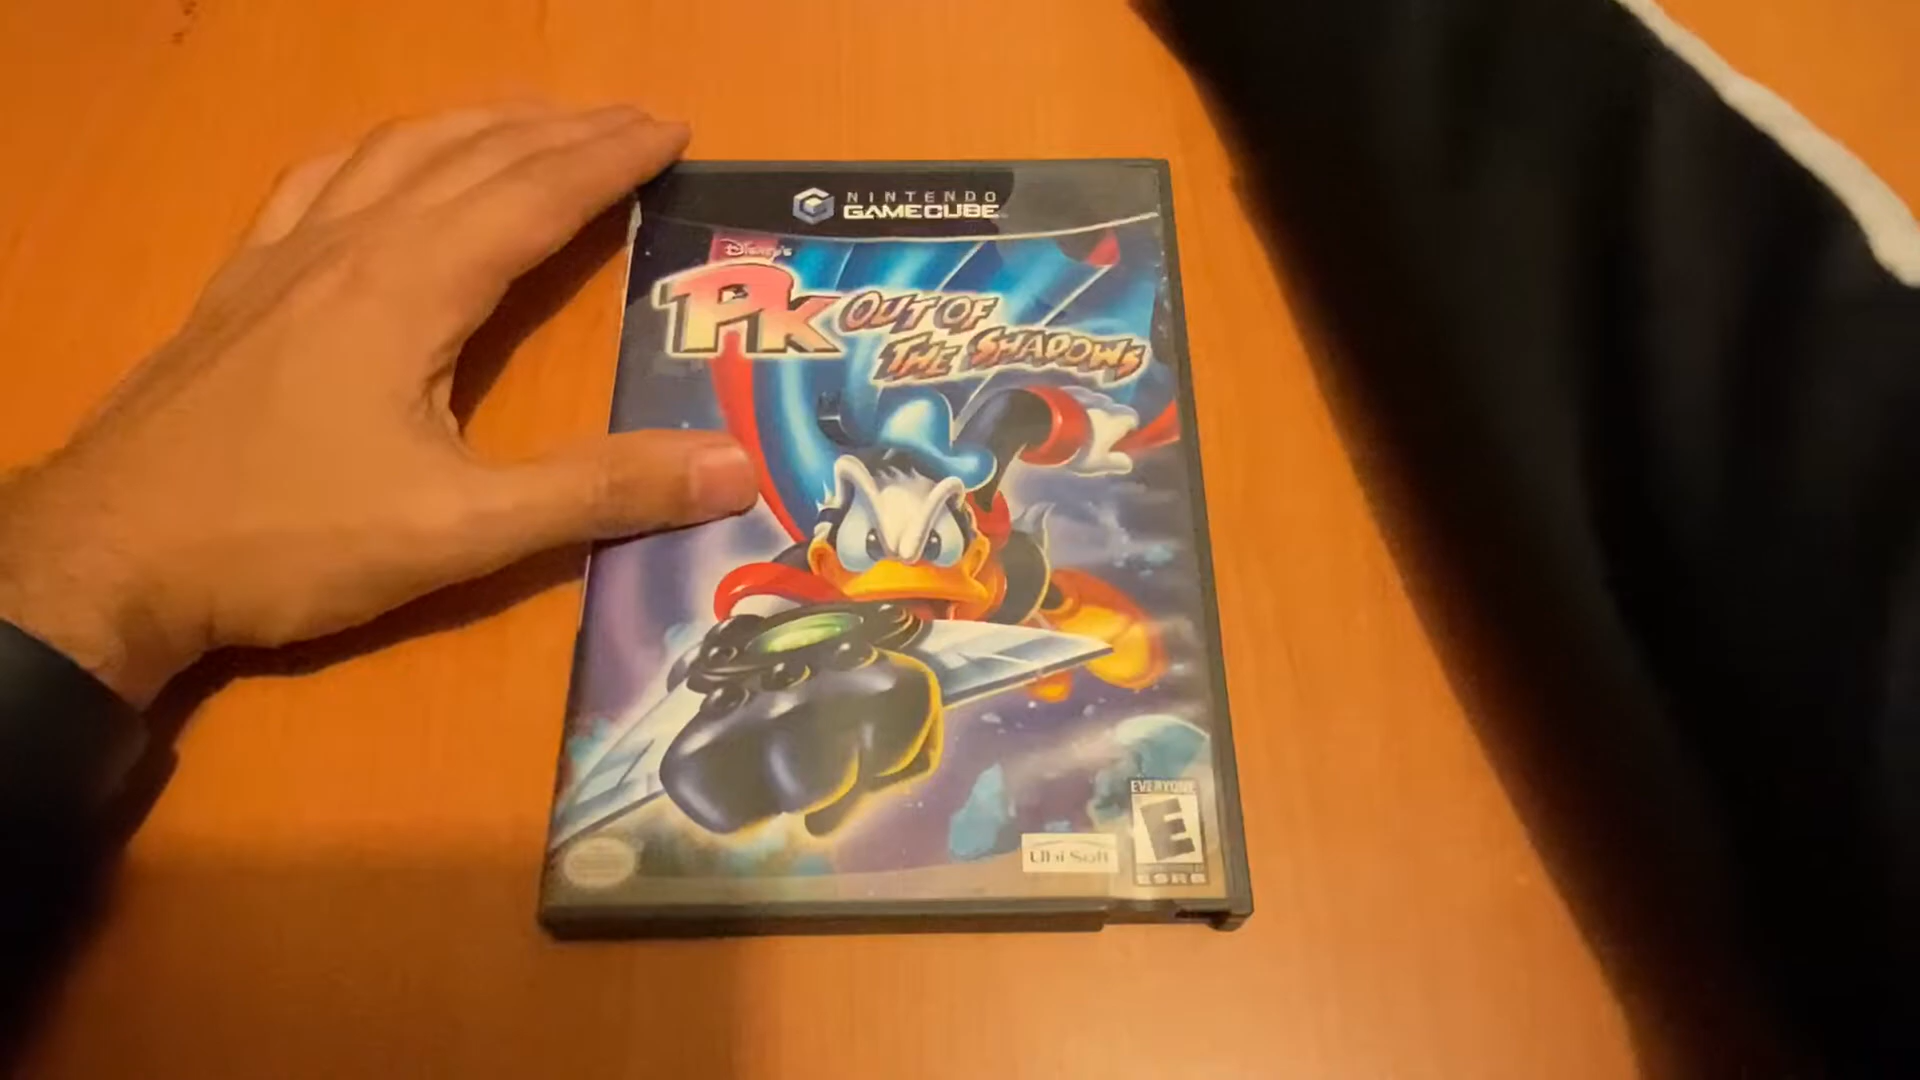 NINTENDO
GAMECUBE
Disney's
PK OUT OF
THE SHADOWS
EVERYONE
E
Ubi Soft
ESRB